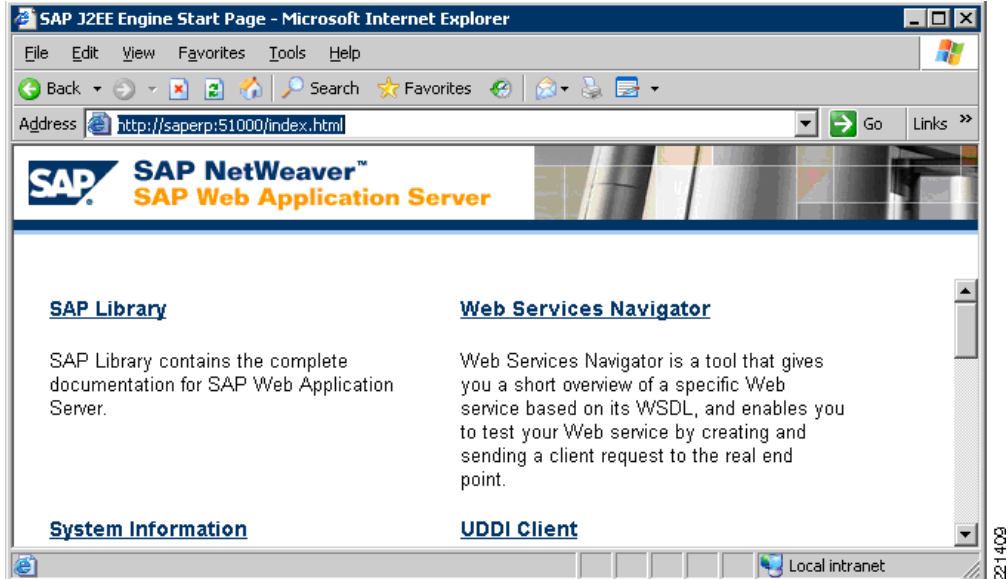 SAP J2EE Engine Start Page - Microsoft Internet Explorer
File Edit View Favorites Tools Help
Back Search Favorites
Address http://saperp:51000/index.html Go Links »
SAP SAP NetWeaver™
SAP Web Application Server
SAP Library
SAP Library contains the complete
documentation for SAP Web Application
Server.
Web Services Navigator
Web Services Navigator is a tool that gives
you a short overview of a specific Web
service based on its WSDL, and enables you
to test your Web service by creating and
sending a client request to the real end
point.
System Information
UDDI Client
Local intranet
221409